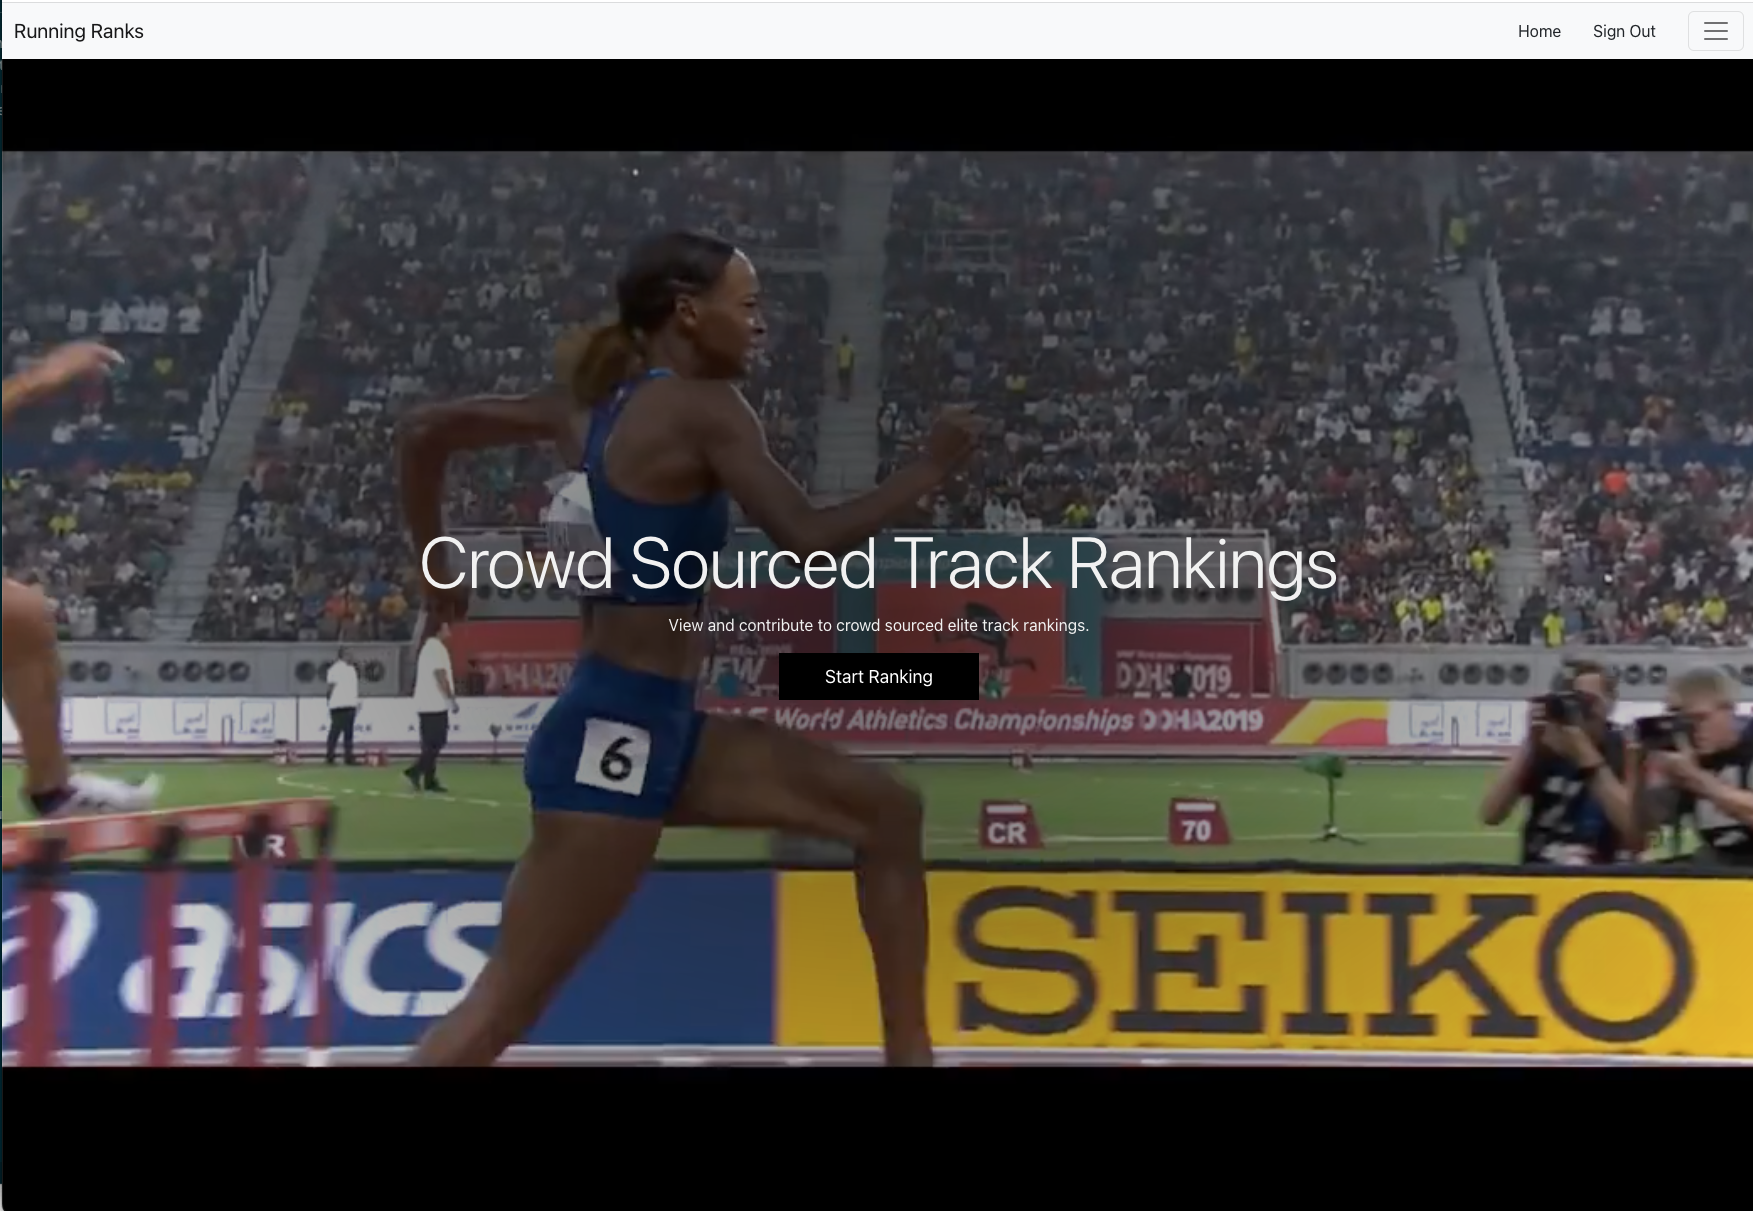 Running Ranks
Home
Sign Out
Crowd Sourced Track Rankings
View and contribute to crowd sourced elite track rankings.
Start Ranking
DOHA2019
World Athletics Championships DOHA2019
6
CR
70
R
asics
SEIKO